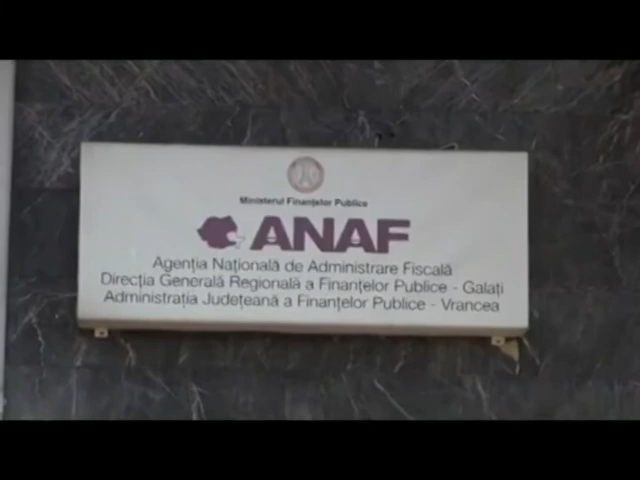 Ministerul Finanțelor Publice
ANAF
Agenția Națională de Administrare Fiscală
Direcția Generală Regională a Finanțelor Publice - Galați
Administrația Județeană a Finanțelor Publice - Vrancea